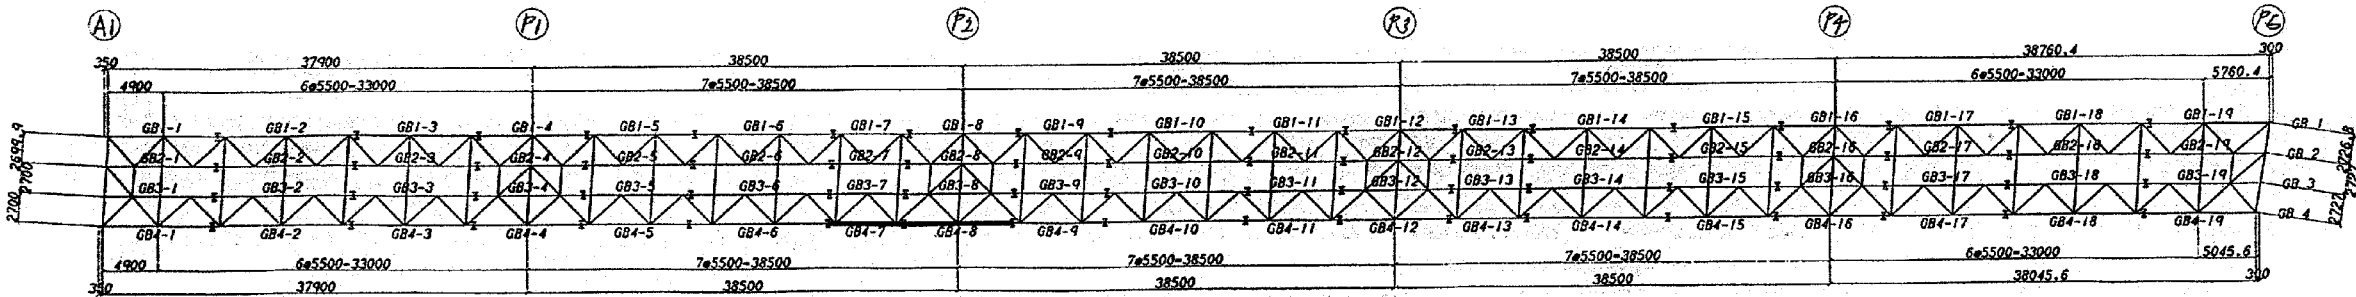 A1 P1 P2 P3 P4 P5
350 37900 38500 38500 38500 38760.4 300
4900 6@5500-33000 7@5500-38500 7@5500-38500 7@5500-38500 6@5500-33000 5760.4
GB1-1 GB1-2 GB1-3 GB1-4 GB1-5 GB1-6 GB1-7 GB1-8 GB1-9 GB1-10 GB1-11 GB1-12 GB1-13 GB1-14 GB1-15 GB1-16 GB1-17 GB1-18 GB1-19 GB 1
2699.9 2726.8
GB2-1 GB2-2 GB2-3 GB2-4 GB2-5 GB2-6 GB2-7 GB2-8 GB2-9 GB2-10 GB2-11 GB2-12 GB2-13 GB2-14 GB2-15 GB2-16 GB2-17 GB2-18 GB2-19 GB 2
2700
GB3-1 GB3-2 GB3-3 GB3-4 GB3-5 GB3-6 GB3-7 GB3-8 GB3-9 GB3-10 GB3-11 GB3-12 GB3-13 GB3-14 GB3-15 GB3-16 GB3-17 GB3-18 GB3-19 GB 3
2700
GB4-1 GB4-2 GB4-3 GB4-4 GB4-5 GB4-6 GB4-7 GB4-8 GB4-9 GB4-10 GB4-11 GB4-12 GB4-13 GB4-14 GB4-15 GB4-16 GB4-17 GB4-18 GB4-19 GB 4
4900 6@5500-33000 7@5500-38500 7@5500-38500 7@5500-38500 6@5500-33000 5045.6
350 37900 38500 38500 38500 38045.6 300